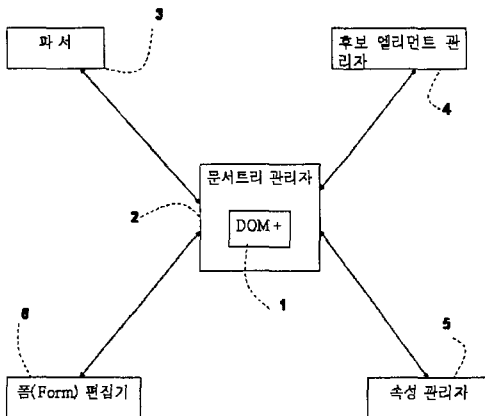 3
파 서
후보 엘리먼트 관
리자
4
문서트리 관리자
2
DOM +
1
6
5
폼(Form) 편집기
속성 관리자